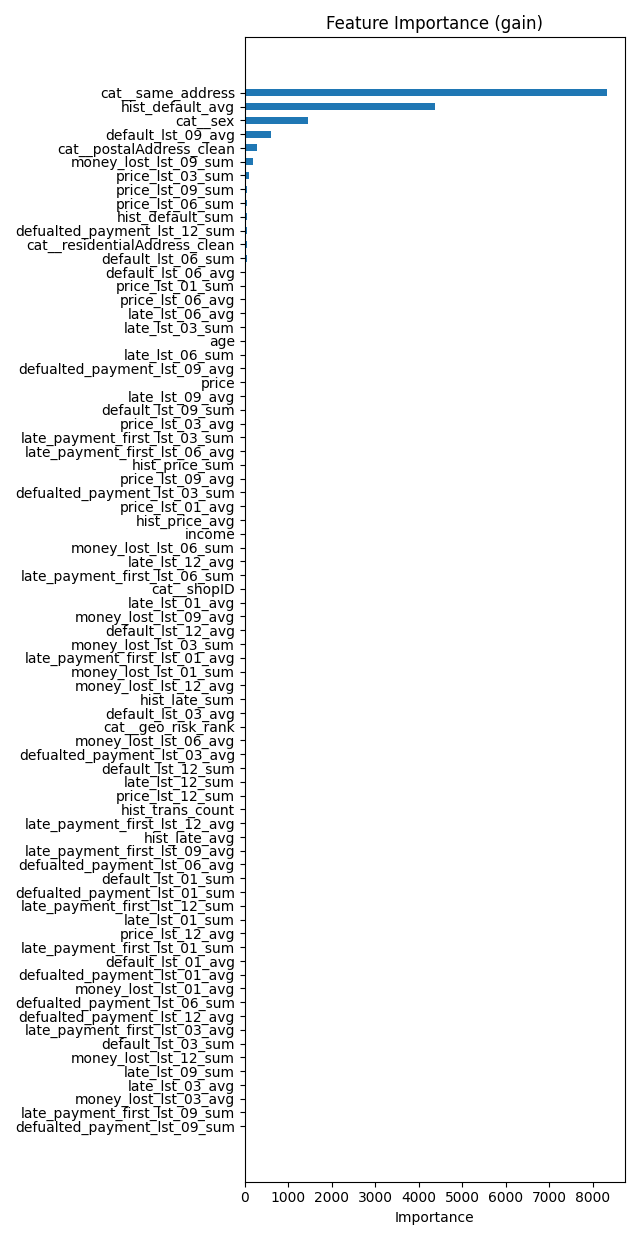 Feature Importance (gain)
cat__same_address
hist_default_avg
cat__sex
default_lst_09_avg
cat__postalAddress_clean
money_lost_lst_09_sum
price_lst_03_sum
price_lst_09_sum
price_lst_06_sum
hist_default_sum
defualted_payment_lst_12_sum
cat__residentialAddress_clean
default_lst_06_sum
default_lst_06_avg
price_lst_01_sum
price_lst_06_avg
late_lst_06_avg
late_lst_03_sum
age
late_lst_06_sum
defualted_payment_lst_09_avg
price
late_lst_09_avg
default_lst_09_sum
price_lst_03_avg
late_payment_first_lst_03_sum
late_payment_first_lst_06_avg
hist_price_sum
price_lst_09_avg
defualted_payment_lst_03_sum
price_lst_01_avg
hist_price_avg
income
money_lost_lst_06_sum
late_lst_12_avg
late_payment_first_lst_06_sum
cat__shopID
late_lst_01_avg
money_lost_lst_09_avg
default_lst_12_avg
money_lost_lst_03_sum
late_payment_first_lst_01_avg
money_lost_lst_01_sum
money_lost_lst_12_avg
hist_late_sum
default_lst_03_avg
cat__geo_risk_rank
money_lost_lst_06_avg
defualted_payment_lst_03_avg
default_lst_12_sum
late_lst_12_sum
price_lst_12_sum
hist_trans_count
late_payment_first_lst_12_avg
hist_late_avg
late_payment_first_lst_09_avg
defualted_payment_lst_06_avg
default_lst_01_sum
defualted_payment_lst_01_sum
late_payment_first_lst_12_sum
late_lst_01_sum
price_lst_12_avg
late_payment_first_lst_01_sum
default_lst_01_avg
defualted_payment_lst_01_avg
money_lost_lst_01_avg
defualted_payment_lst_06_sum
defualted_payment_lst_12_avg
late_payment_first_lst_03_avg
default_lst_03_sum
money_lost_lst_12_sum
late_lst_09_sum
late_lst_03_avg
money_lost_lst_03_avg
late_payment_first_lst_09_sum
defualted_payment_lst_09_sum
0 1000 2000 3000 4000 5000 6000 7000 8000
Importance